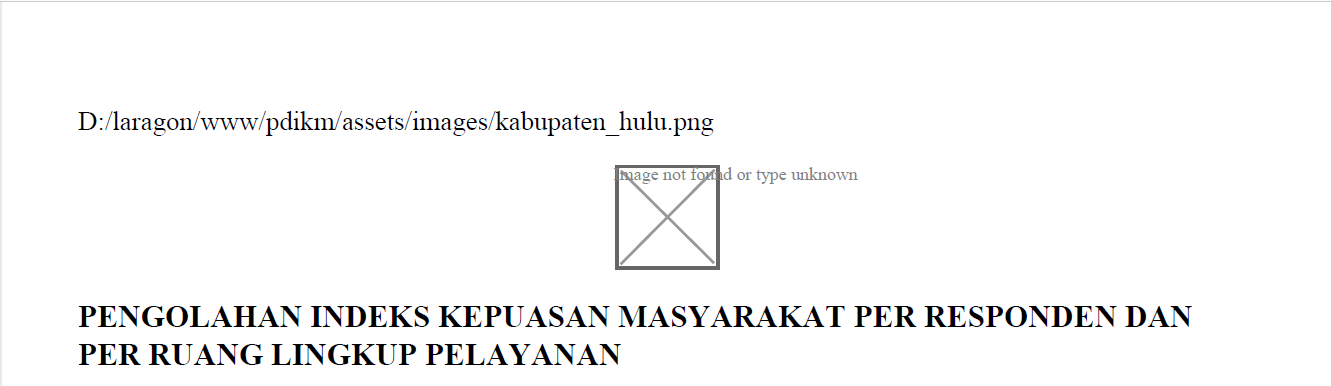 D:/laragon/www/pdikm/assets/images/kabupaten_hulu.png
Image not found or type unknown
PENGOLAHAN INDEKS KEPUASAN MASYARAKAT PER RESPONDEN DAN
PER RUANG LINGKUP PELAYANAN